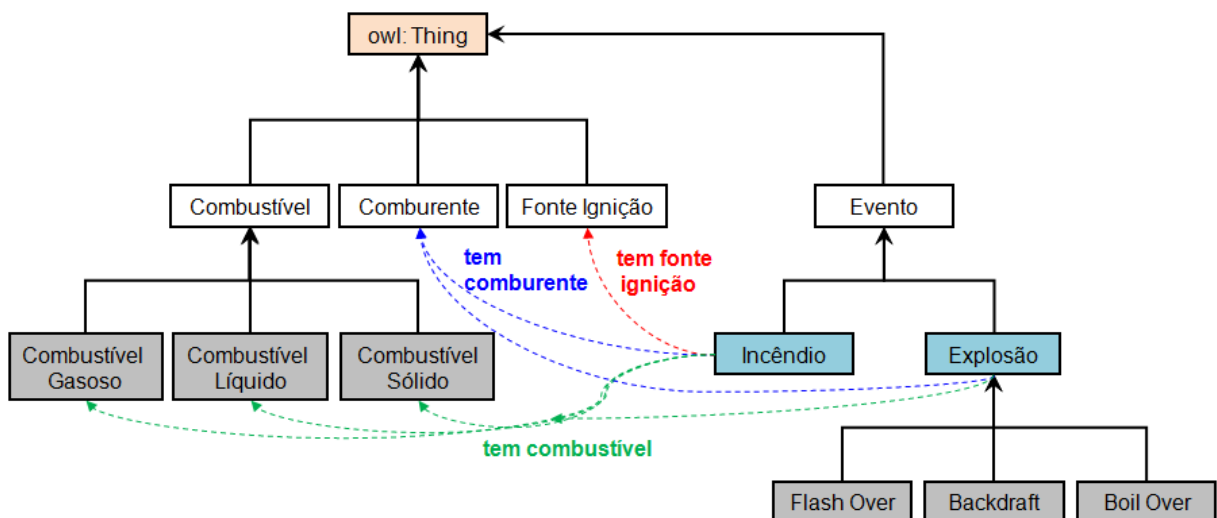 owl: Thing
Combustível
Comburente
Fonte Ignição
Evento
tem
comburente
tem fonte
ignição
Combustível
Gasoso
Combustível
Líquido
Combustível
Sólido
Incêndio
Explosão
tem combustível
Flash Over
Backdraft
Boil Over